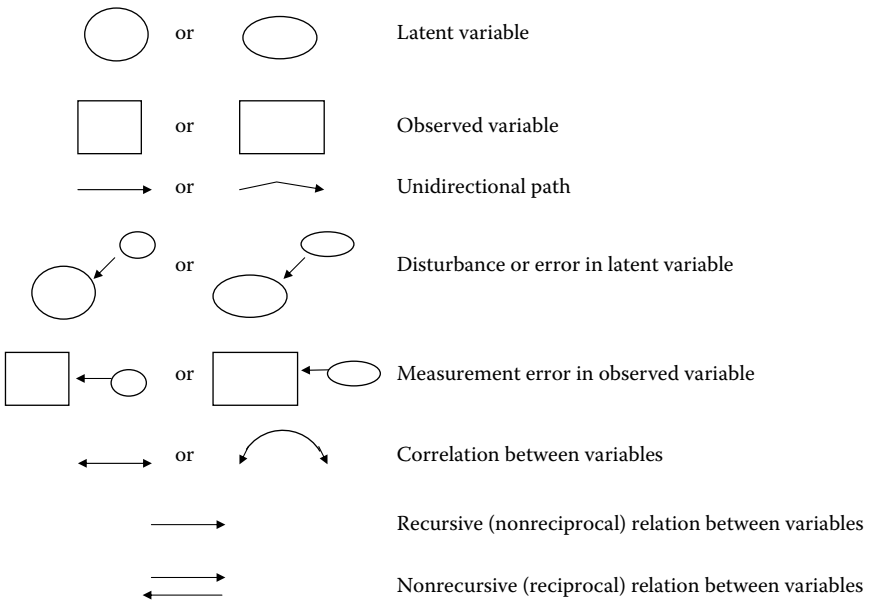 or Latent variable
or Observed variable
or Unidirectional path
or Disturbance or error in latent variable
or Measurement error in observed variable
or Correlation between variables
Recursive (nonreciprocal) relation between variables
Nonrecursive (reciprocal) relation between variables